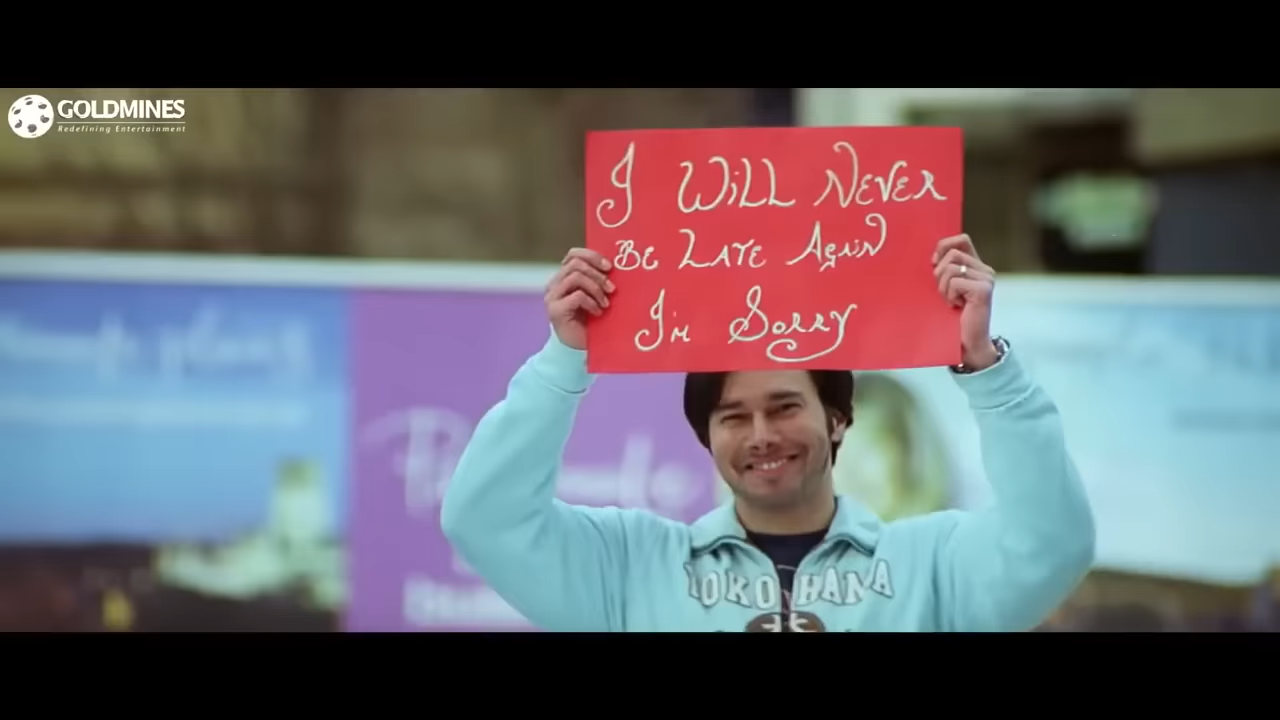 GOLDMINES
Redefining Entertainment
I WiLL NEVER
BE LATE AGAIN
I'M SORRY
YOKOHAMA